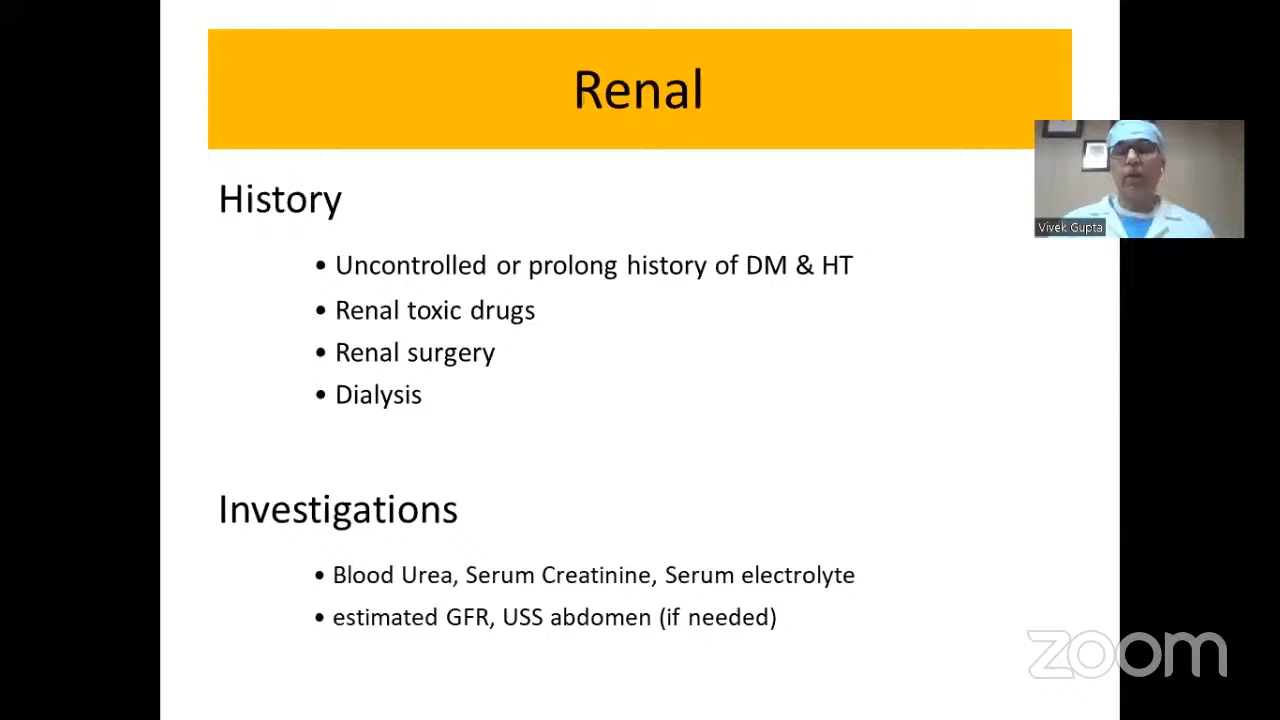 Renal
History
• Uncontrolled or prolong history of DM & HT
• Renal toxic drugs
• Renal surgery
• Dialysis
Investigations
• Blood Urea, Serum Creatinine, Serum electrolyte
• estimated GFR, USS abdomen (if needed)
Vivek Gupta
zoom